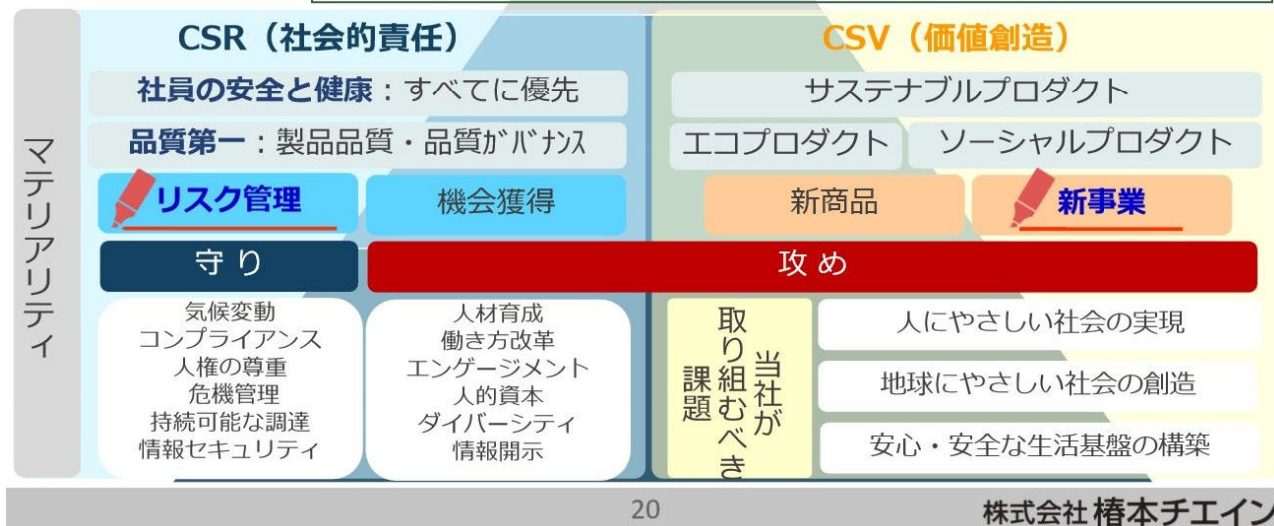 CSR（社会的責任）
社員の安全と健康：すべてに優先
品質第一：製品品質・品質ｶﾞﾊﾞﾅﾝｽ
リスク管理
機会獲得
守り
気候変動
コンプライアンス
人権の尊重
危機管理
持続可能な調達
情報セキュリティ
人材育成
働き方改革
エンゲージメント
人的資本
ダイバーシティ
情報開示
CSV（価値創造）
サステナブルプロダクト
エコプロダクト
ソーシャルプロダクト
新商品
新事業
攻め
当社が
取り組むべき
課題
人にやさしい社会の実現
地球にやさしい社会の創造
安心・安全な生活基盤の構築
マテリアリティ
20
株式会社椿本チエイン